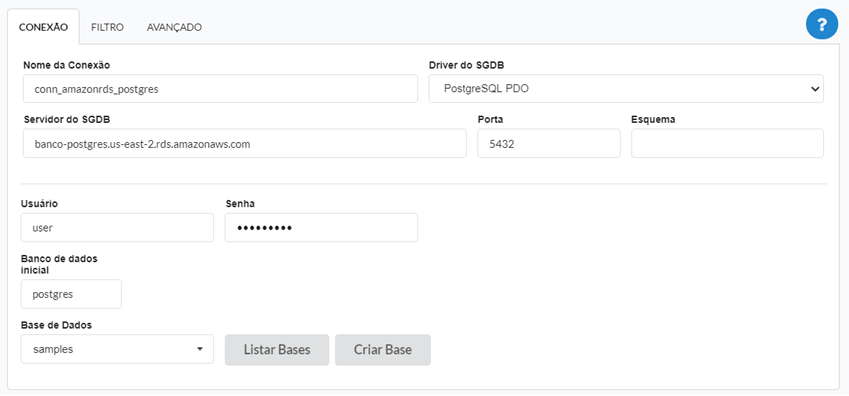 CONEXÃO FILTRO AVANÇADO ?
Nome da Conexão Driver do SGDB
conn_amazonrds_postgres PostgreSQL PDO
Servidor do SGDB Porta Esquema
banco-postgres.us-east-2.rds.amazonaws.com 5432
Usuário Senha
user •••••••••
Banco de dados
inicial
postgres
Base de Dados
samples Listar Bases Criar Base